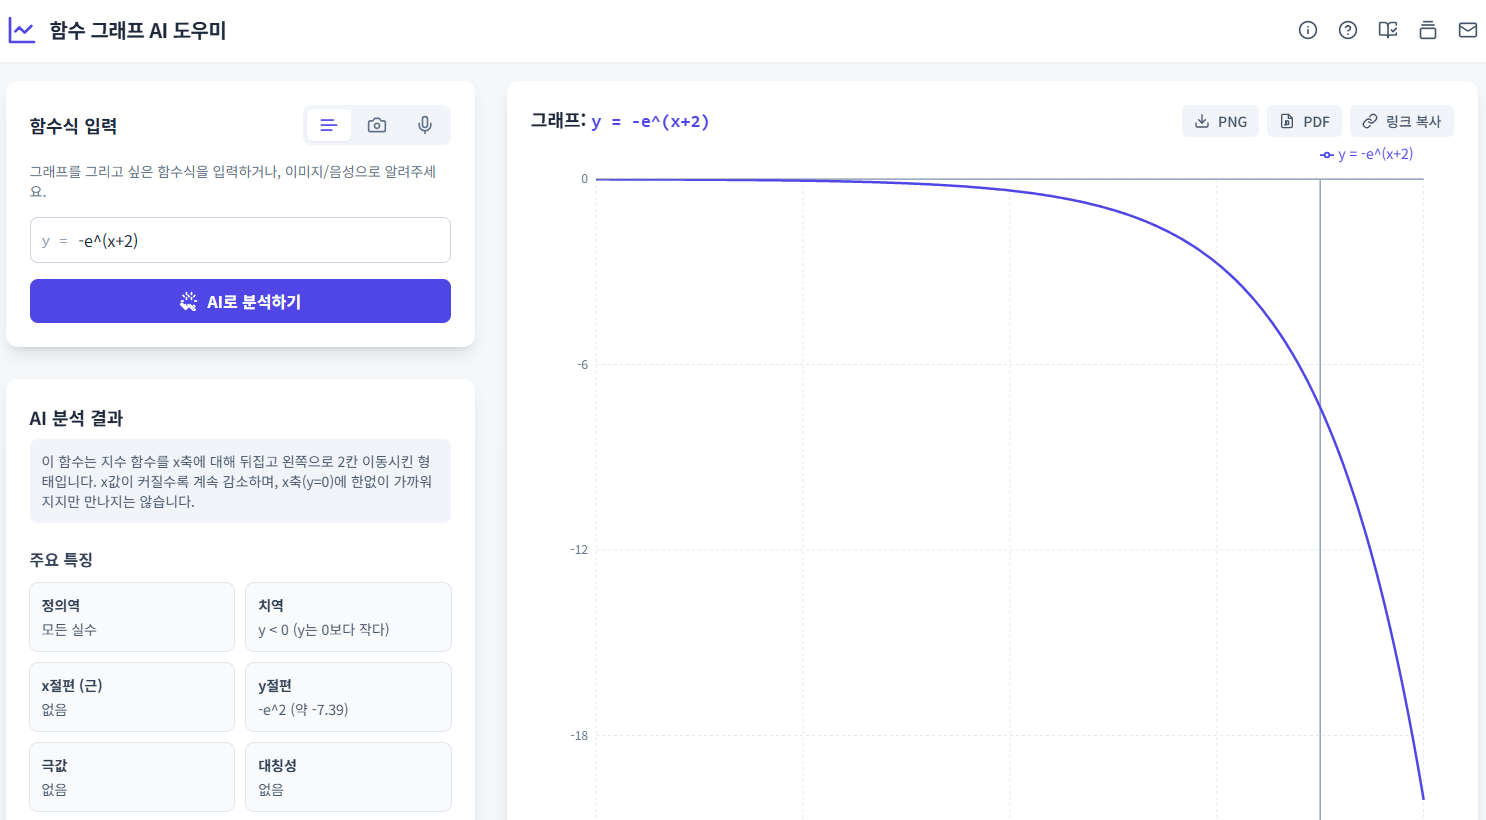 함수 그래프 AI 도우미
함수식 입력
그래프를 그리고 싶은 함수식을 입력하거나, 이미지/음성으로 알려주세
요.
y = -e^(x+2)
AI로 분석하기
AI 분석 결과
이 함수는 지수 함수를 x축에 대해 뒤집고 왼쪽으로 2칸 이동시킨 형
태입니다. x값이 커질수록 계속 감소하며, x축(y=0)에 한없이 가까워
지지만 만나지는 않습니다.
주요 특징
정의역
모든 실수
치역
y < 0 (y는 0보다 작다)
x절편 (근)
없음
y절편
-e^2 (약 -7.39)
극값
없음
대칭성
없음
그래프: y = -e^(x+2)
PNG
PDF
링크 복사
y = -e^(x+2)
0
-6
-12
-18